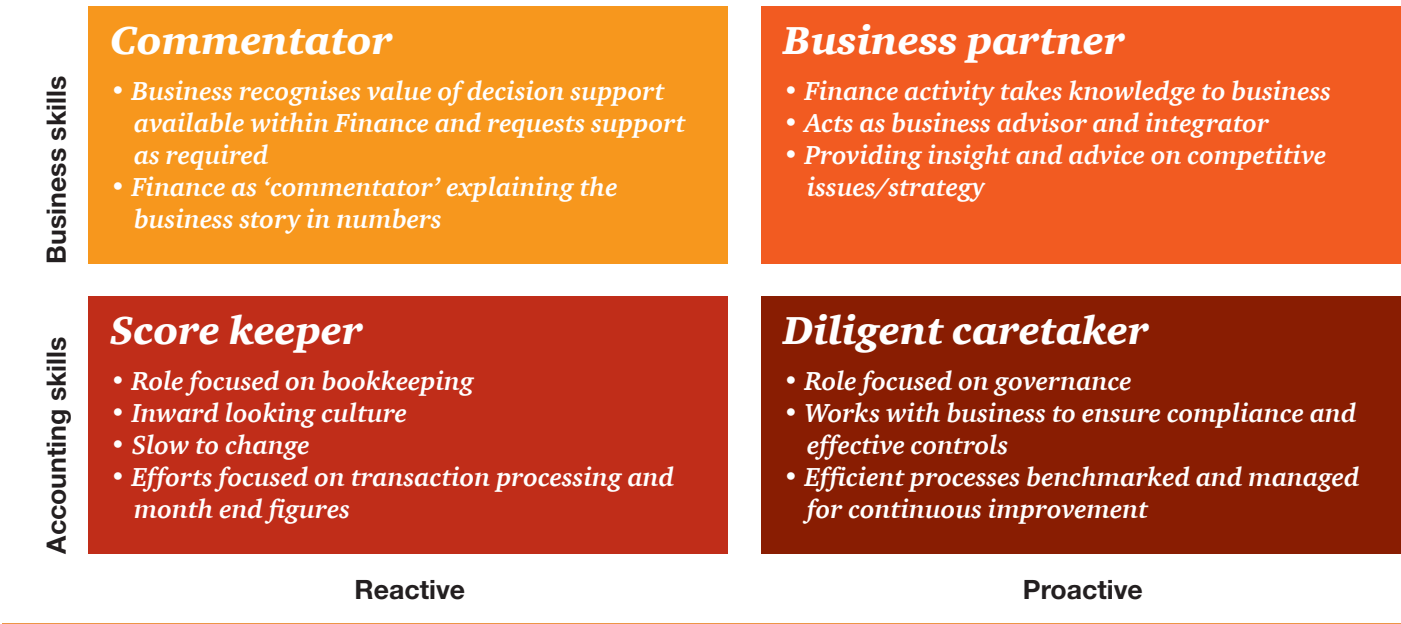 Business skills
Commentator
• Business recognises value of decision support
available within Finance and requests support
as required
• Finance as ‘commentator’ explaining the
business story in numbers
Business partner
• Finance activity takes knowledge to business
• Acts as business advisor and integrator
• Providing insight and advice on competitive
issues/strategy
Accounting skills
Score keeper
• Role focused on bookkeeping
• Inward looking culture
• Slow to change
• Efforts focused on transaction processing and
month end figures
Diligent caretaker
• Role focused on governance
• Works with business to ensure compliance and
effective controls
• Efficient processes benchmarked and managed
for continuous improvement
Reactive
Proactive